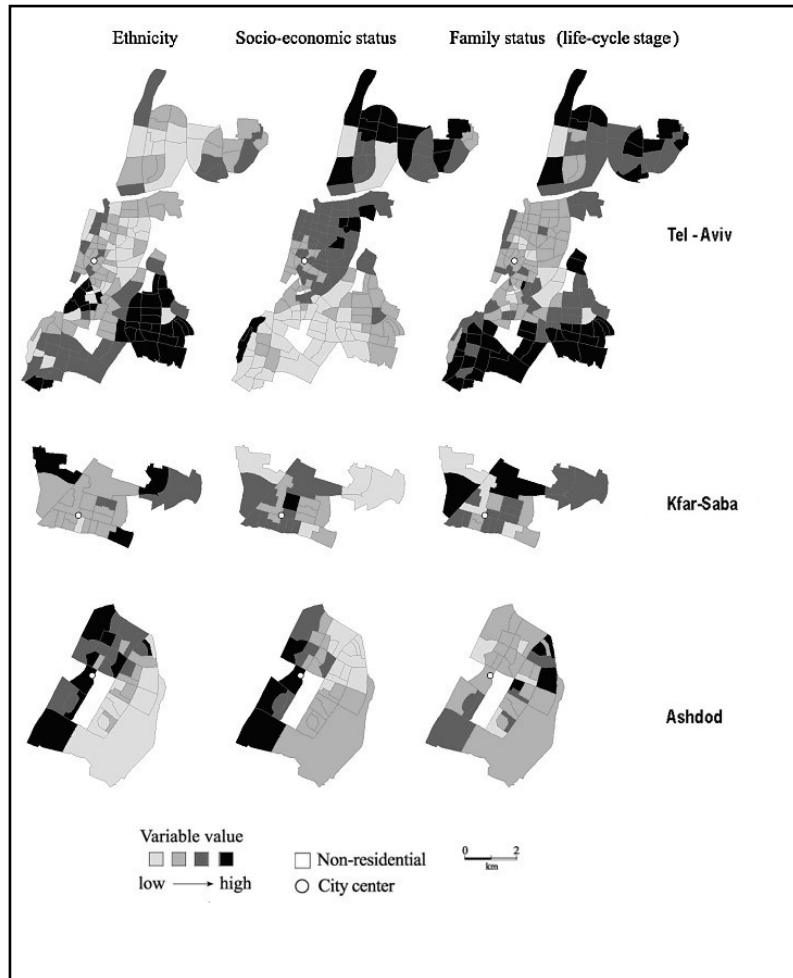 Ethnicity Socio-economic status Family status (life-cycle stage)
Tel - Aviv
Kfar-Saba
Ashdod
Variable value
low high
Non-residential
City center
0 2
km